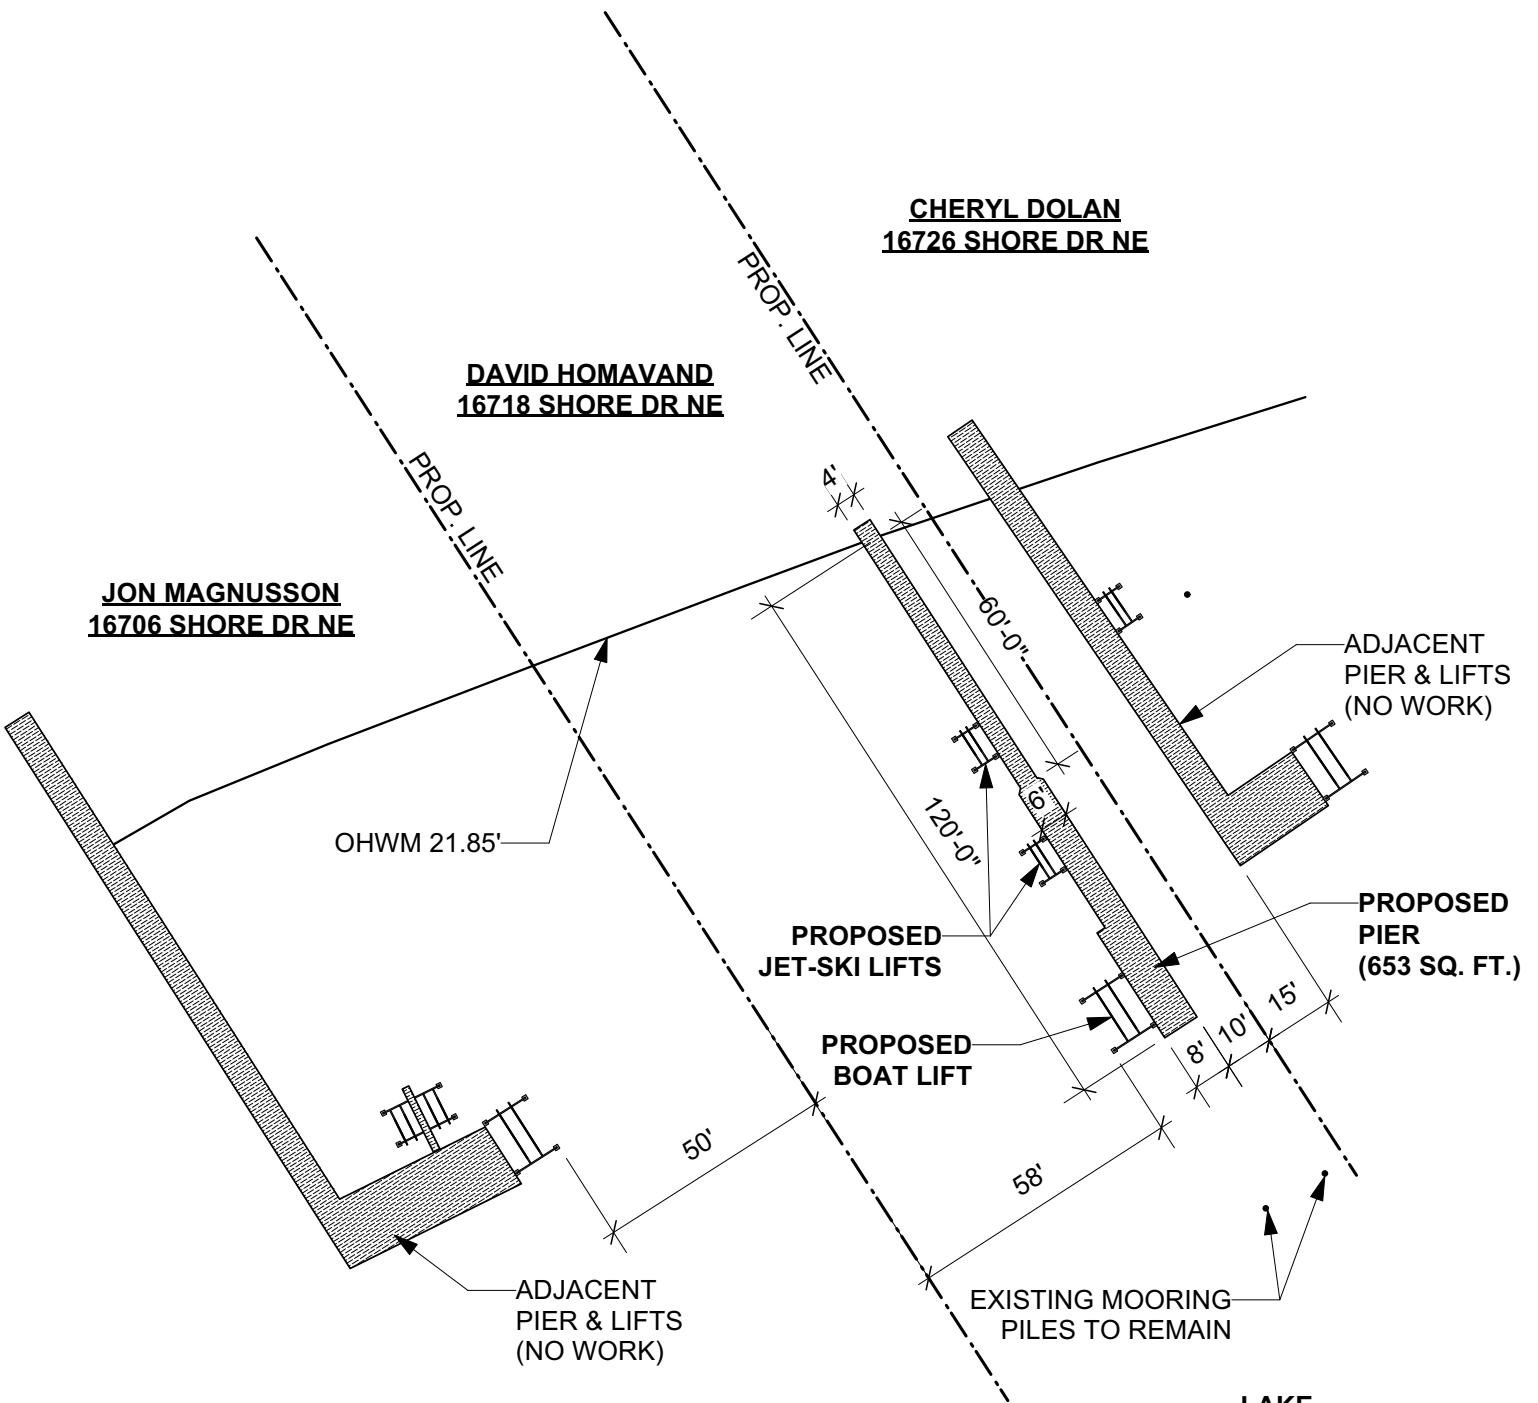 CHERYL DOLAN
16726 SHORE DR NE
PROP. LINE
DAVID HOMAVAND
16718 SHORE DR NE
PROP. LINE
4'
JON MAGNUSSON
16706 SHORE DR NE
60'-0"
ADJACENT
PIER & LIFTS
(NO WORK)
OHWM 21.85'
120'-0"
6'
PROPOSED
JET-SKI LIFTS
PROPOSED
PIER
(653 SQ. FT.)
PROPOSED
BOAT LIFT
8'
10'
15'
50'
58'
ADJACENT
PIER & LIFTS
(NO WORK)
EXISTING MOORING
PILES TO REMAIN
LAKE